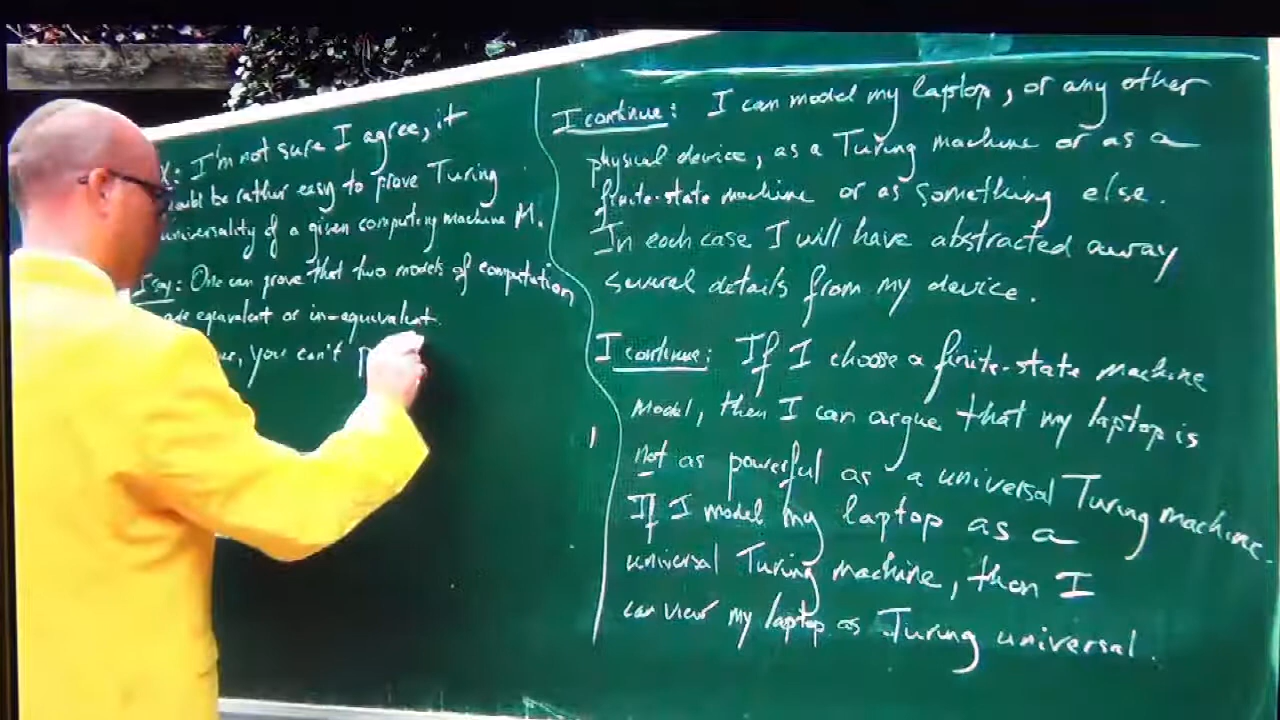 X: I'm not sure I agree, it
would be rather easy to prove Turing
universality of a given computing machine M.
I say: One can prove that two models of computation
are equivalent or in-equivalent.
you can't p
I continue: I can model my laptop, or any other
physical device, as a Turing machine or as a
finite-state machine or as something else.
In each case I will have abstracted away
several details from my device.
I continue: If I choose a finite-state machine
model, then I can argue that my laptop is
not as powerful as a universal Turing machine.
If I model my laptop as a
universal Turing machine, then I
can view my laptop as Turing universal.